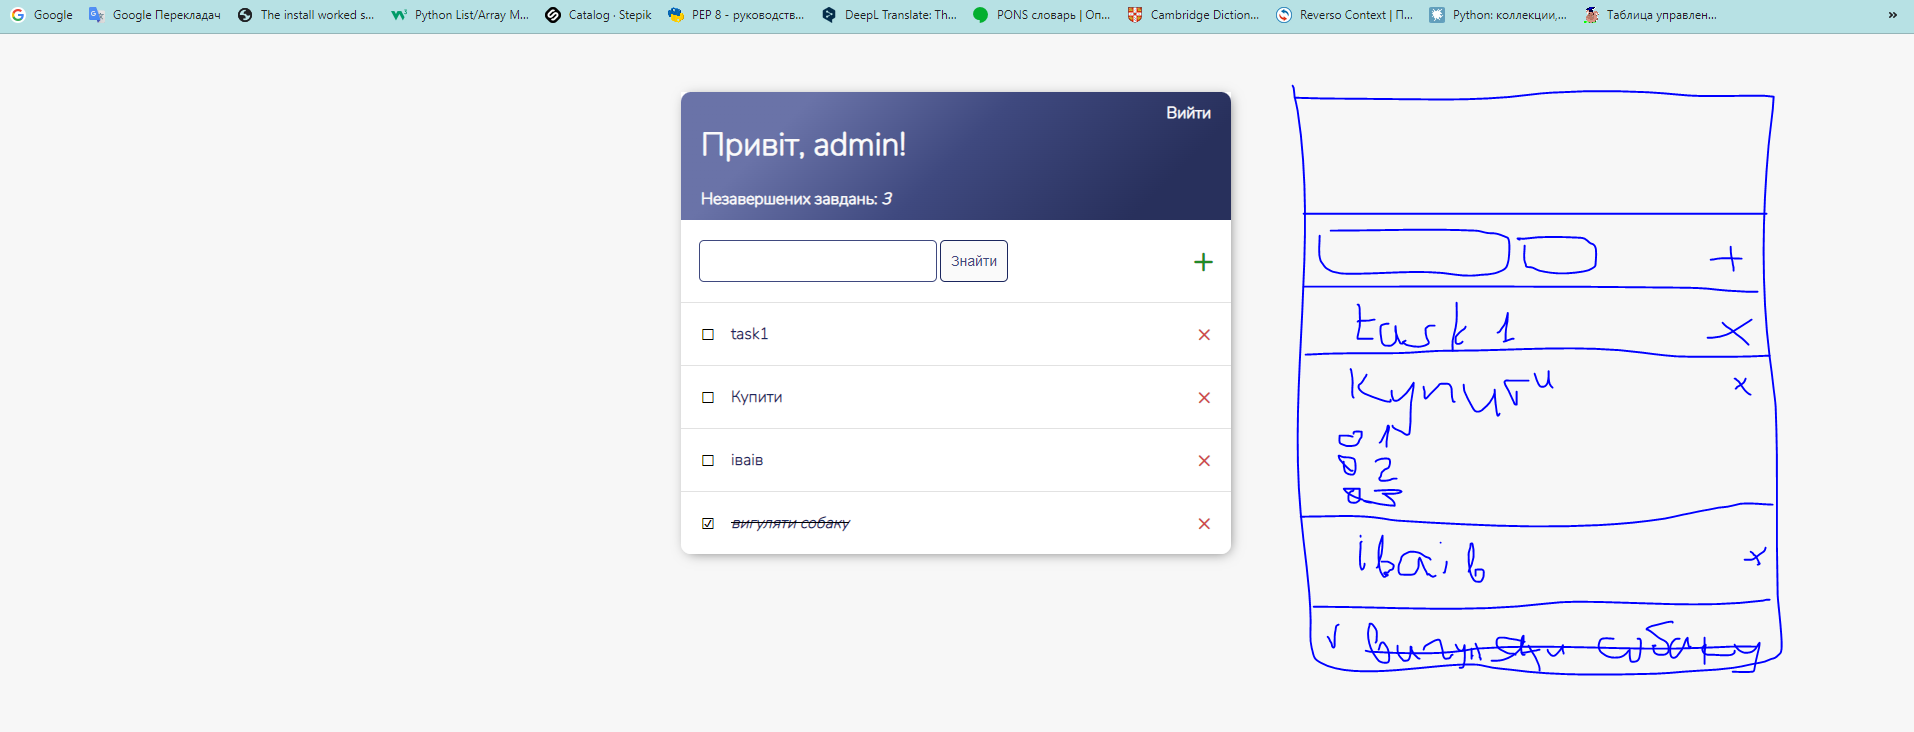 Google
Google Перекладач
The install worked s...
Python List/Array M...
Catalog · Stepik
PEP 8 - руководств...
DeepL Translate: Th...
PONS словарь | Оп...
Cambridge Diction...
Reverso Context | П...
Python: коллекции,...
Таблица управлен...
»
Вийти
Привіт, admin!
Незавершених завдань: 3
Знайти
+
task1
×
Купити
×
іваів
×
вигуляти собаку
×
+
task 1
x
Купити
x
1
2
3
іваів
x
вигуляти собаку